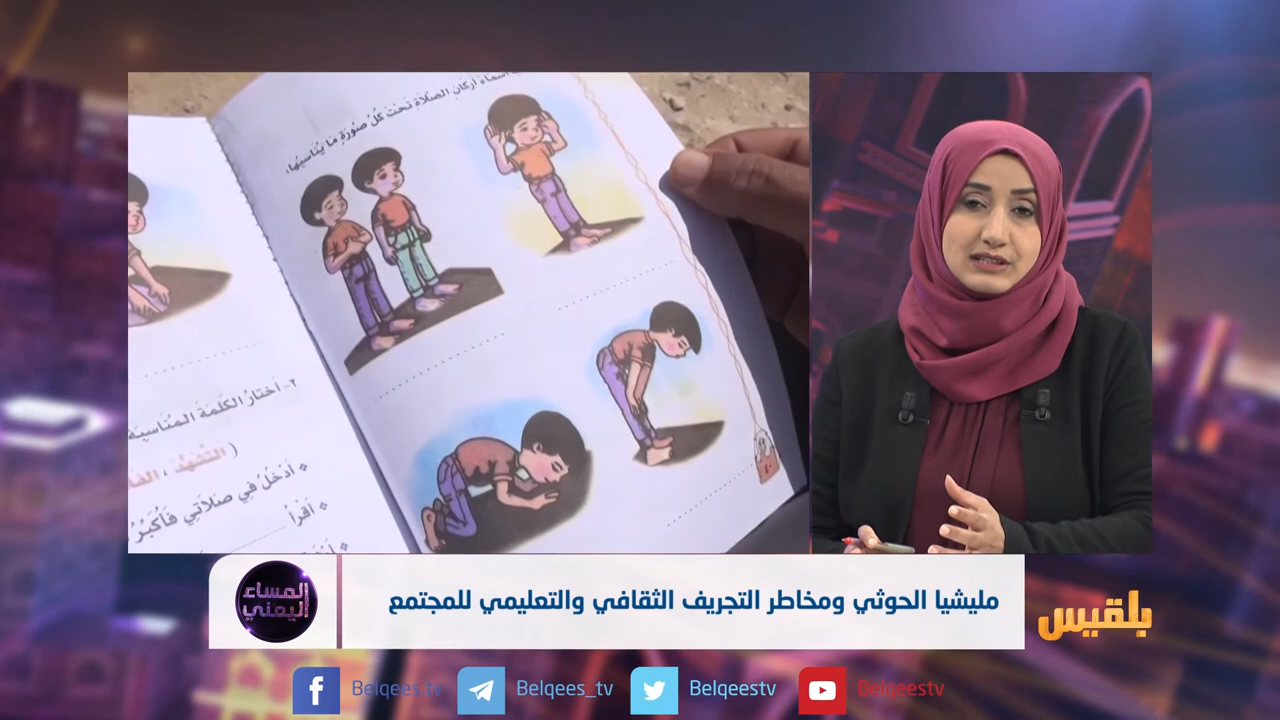 أسماء أركان الصلاة تحت كل صورة ما يناسبها:
٢- أختار الكلمة المناسبة
( التشهد ،
* أدخل في صلاتي فأكبر
* أقرأ
المساء
اليمني
مليشيا الحوثي ومخاطر التجريف الثقافي والتعليمي للمجتمع
بلقيس
Belqees.tv
Belqees_tv
Belqeestv
Belqeestv